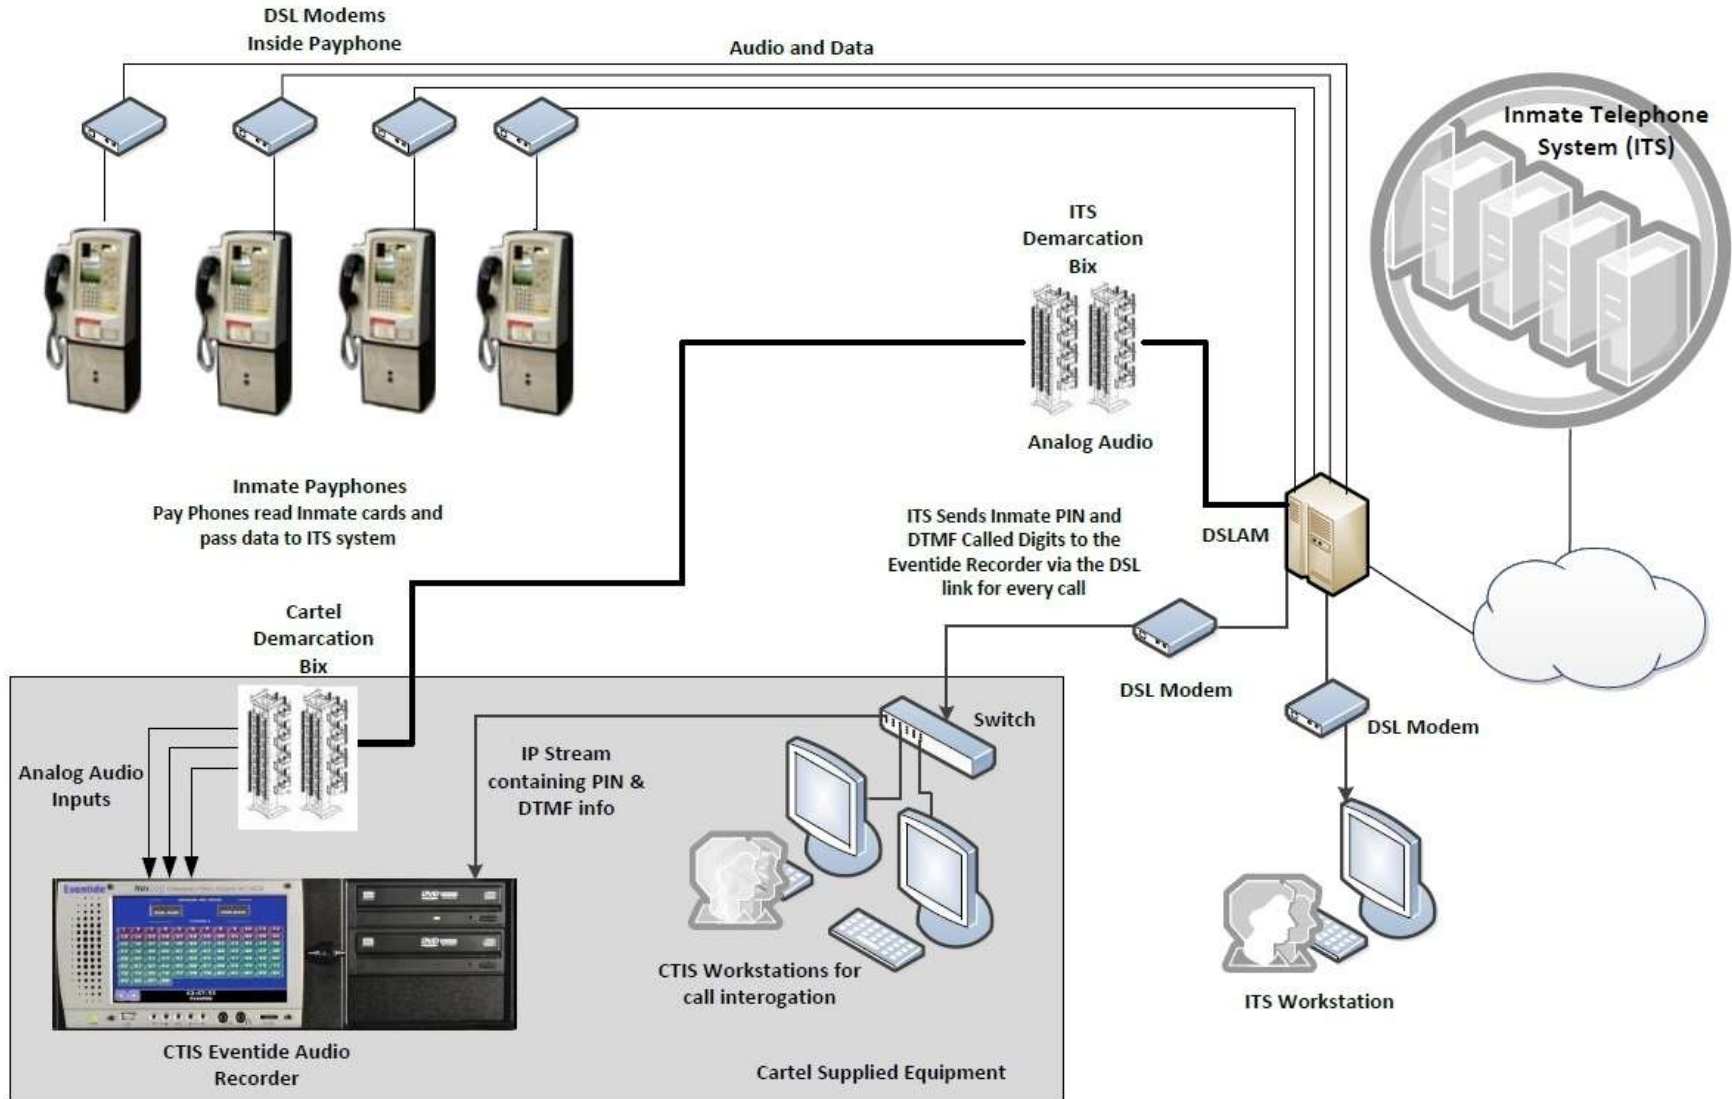 DSL Modems
Inside Payphone
Audio and Data
Inmate Telephone
System (ITS)
ITS
Demarcation
Bix
Analog Audio
Inmate Payphones
Pay Phones read Inmate cards and
pass data to ITS system
ITS Sends Inmate PIN and
DTMF Called Digits to the
Eventide Recorder via the DSL
link for every call
DSLAM
Cartel
Demarcation
Bix
DSL Modem
Switch
DSL Modem
Analog Audio
Inputs
IP Stream
containing PIN &
DTMF info
Eventide
CTIS Workstations for
call interogation
ITS Workstation
CTIS Eventide Audio
Recorder
Cartel Supplied Equipment